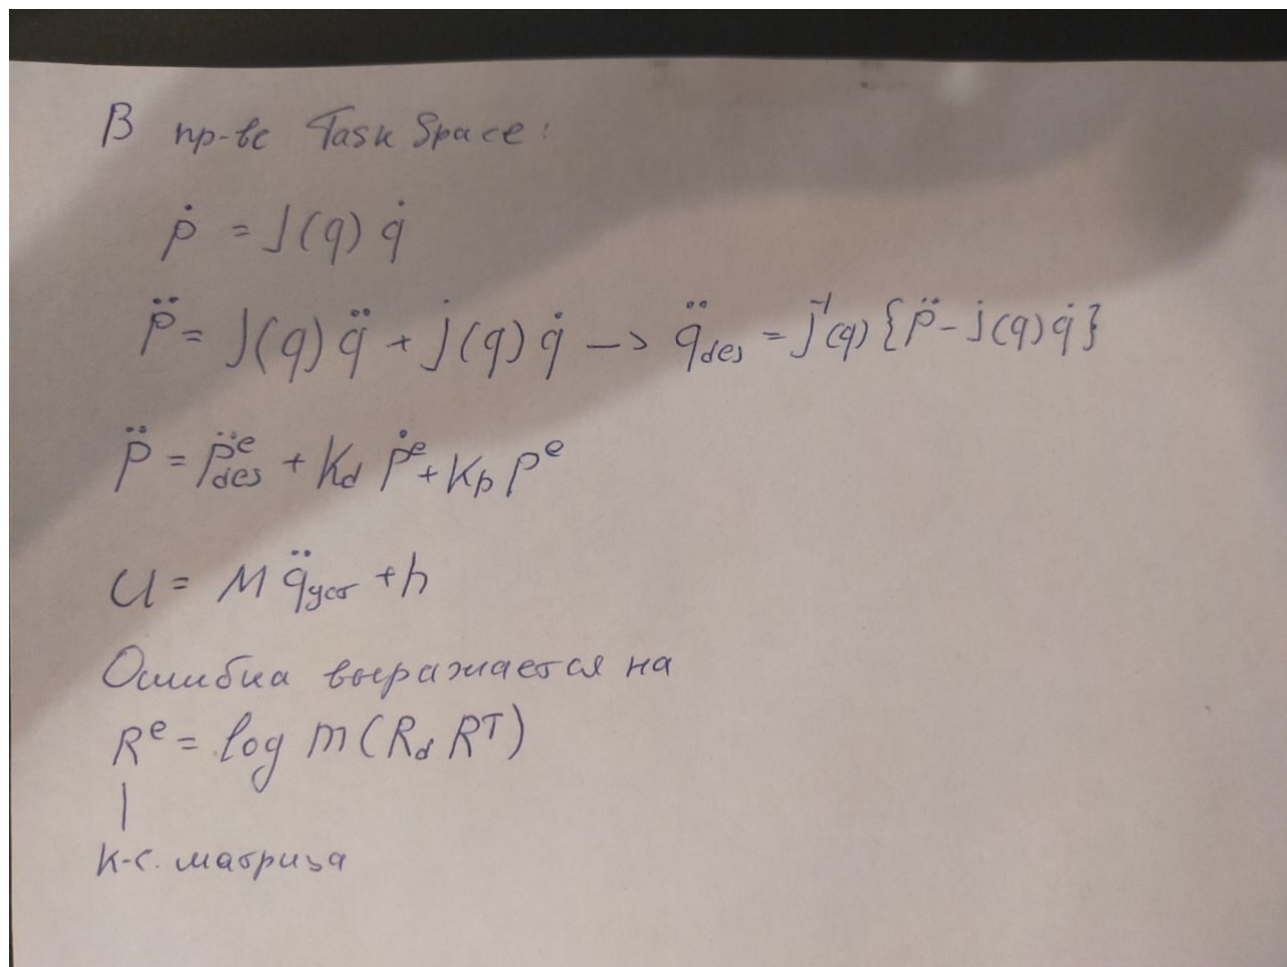 В пр-ве Task Space:
ṗ = J(q) q̇
p̈ = J(q) q̈ + J̇(q) q̇ → q̈des = J⁻¹(q) {p̈ - J̇(q) q̇}
p̈ = p̈ᵉdes + Kd ṗᵉ + Kp pᵉ
U = M q̈уст + h
Ошибка выражается на
Rᵉ = log m (Rd Rᵀ)
|
К-с. матрица